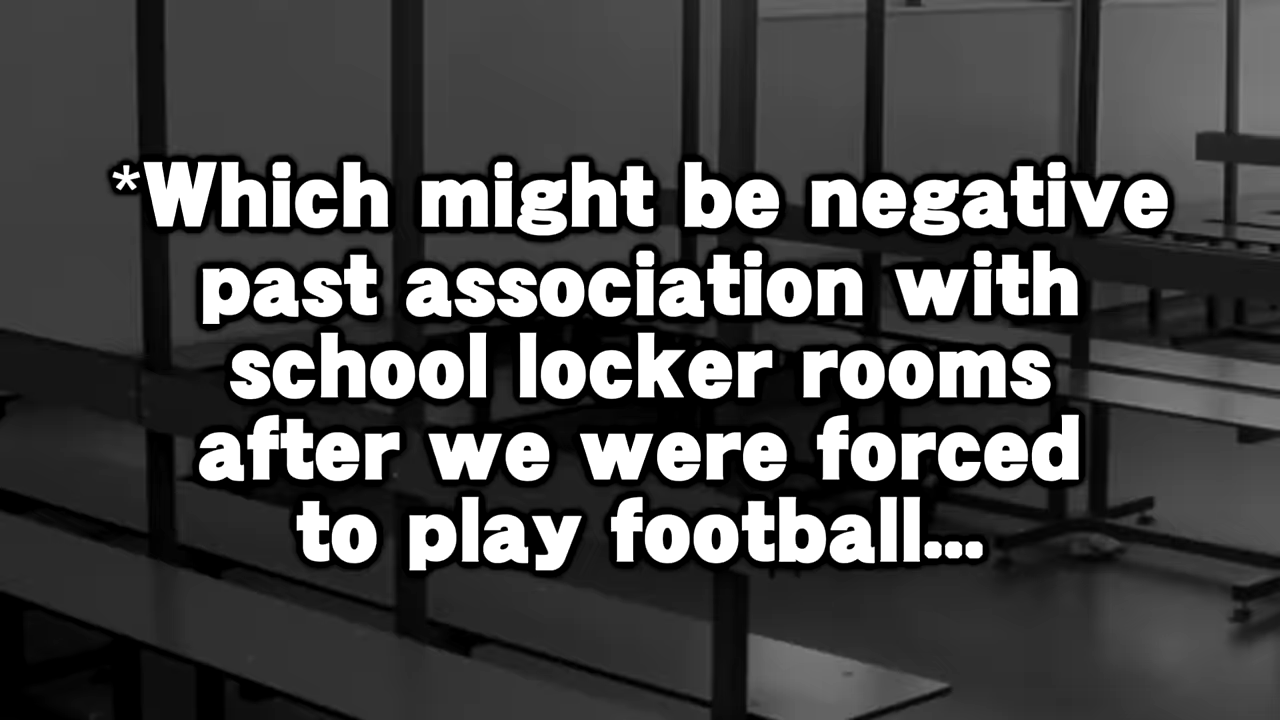 *Which might be negative
past association with
school locker rooms
after we were forced
to play football...